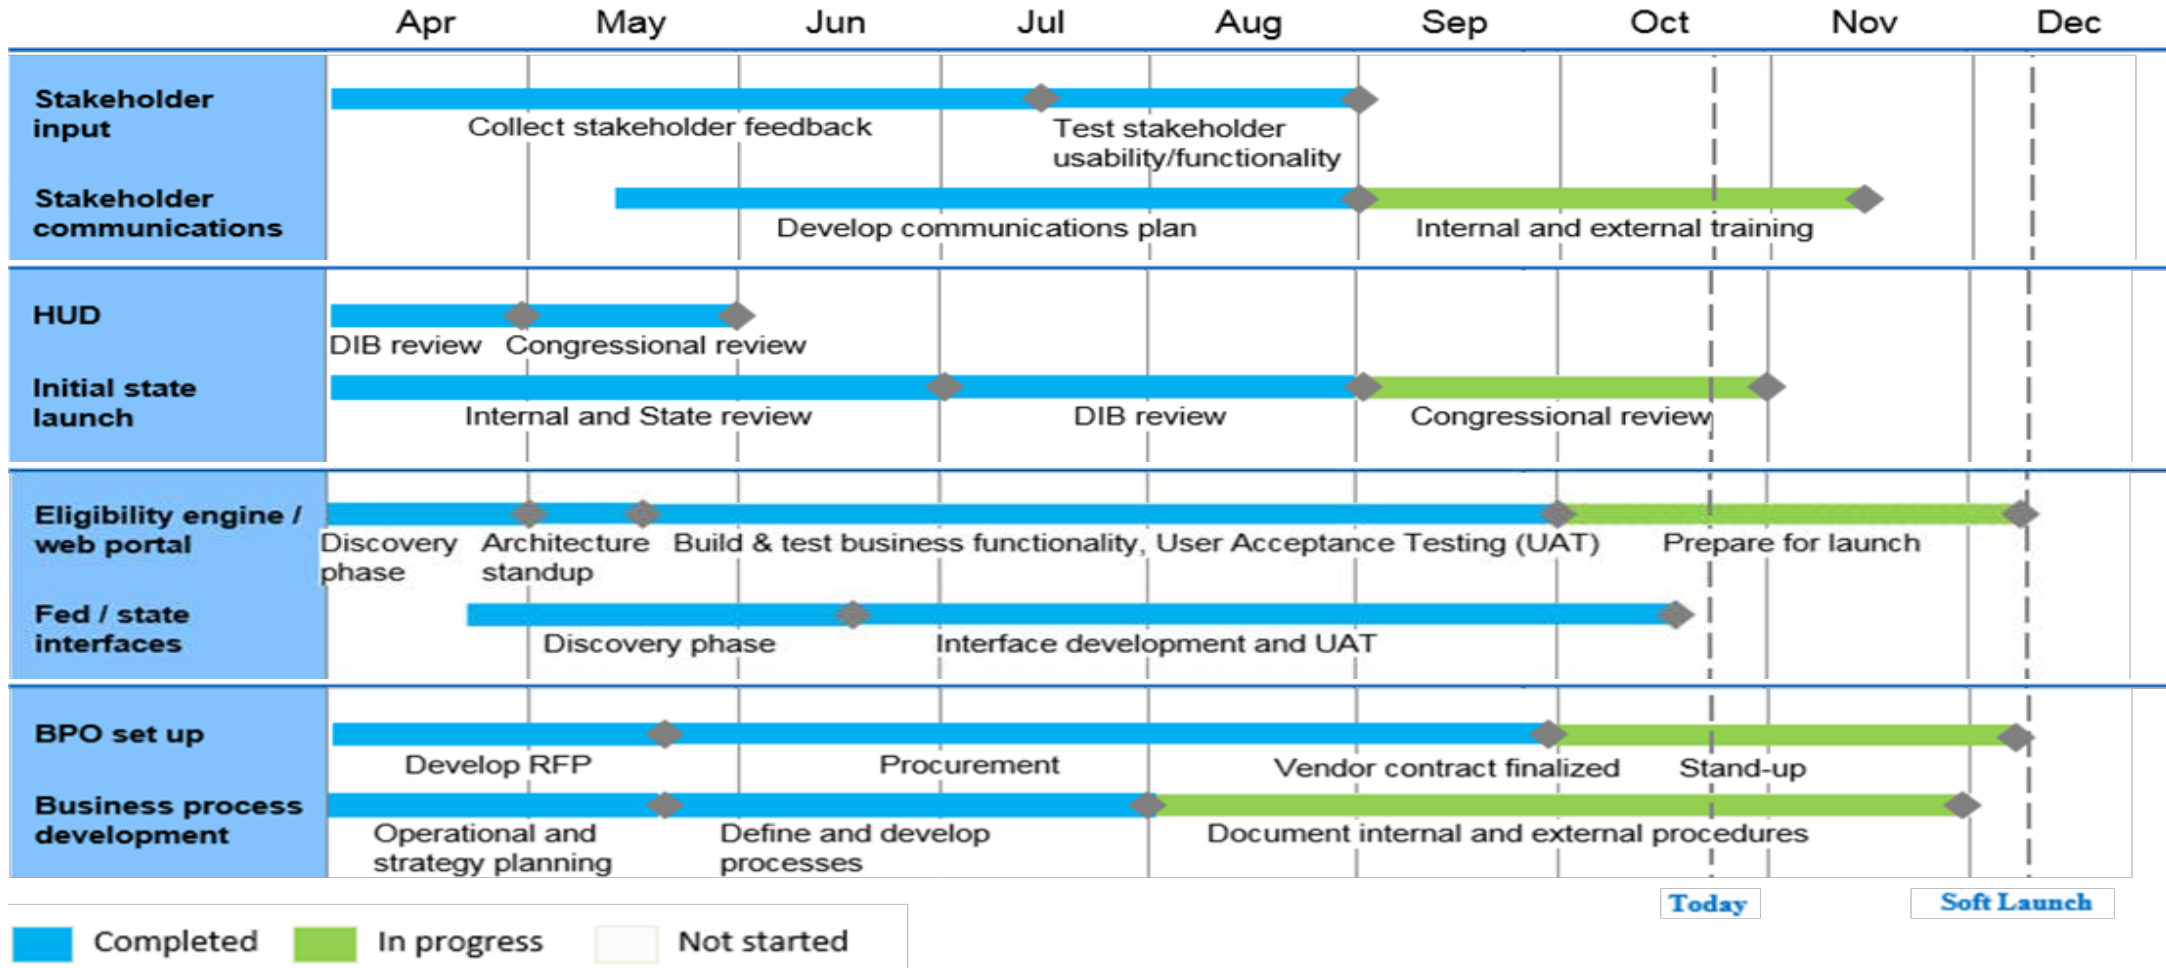 Apr May Jun Jul Aug Sep Oct Nov Dec
Stakeholder
input
Collect stakeholder feedback
Test stakeholder
usability/functionality
Stakeholder
communications
Develop communications plan
Internal and external training
HUD
DIB review
Congressional review
Initial state
launch
Internal and State review
DIB review
Congressional review
Eligibility engine /
web portal
Discovery
phase
Architecture
standup
Build & test business functionality, User Acceptance Testing (UAT)
Prepare for launch
Fed / state
interfaces
Discovery phase
Interface development and UAT
BPO set up
Develop RFP
Procurement
Vendor contract finalized
Stand-up
Business process
development
Operational and
strategy planning
Define and develop
processes
Document internal and external procedures
Today
Soft Launch
Completed
In progress
Not started